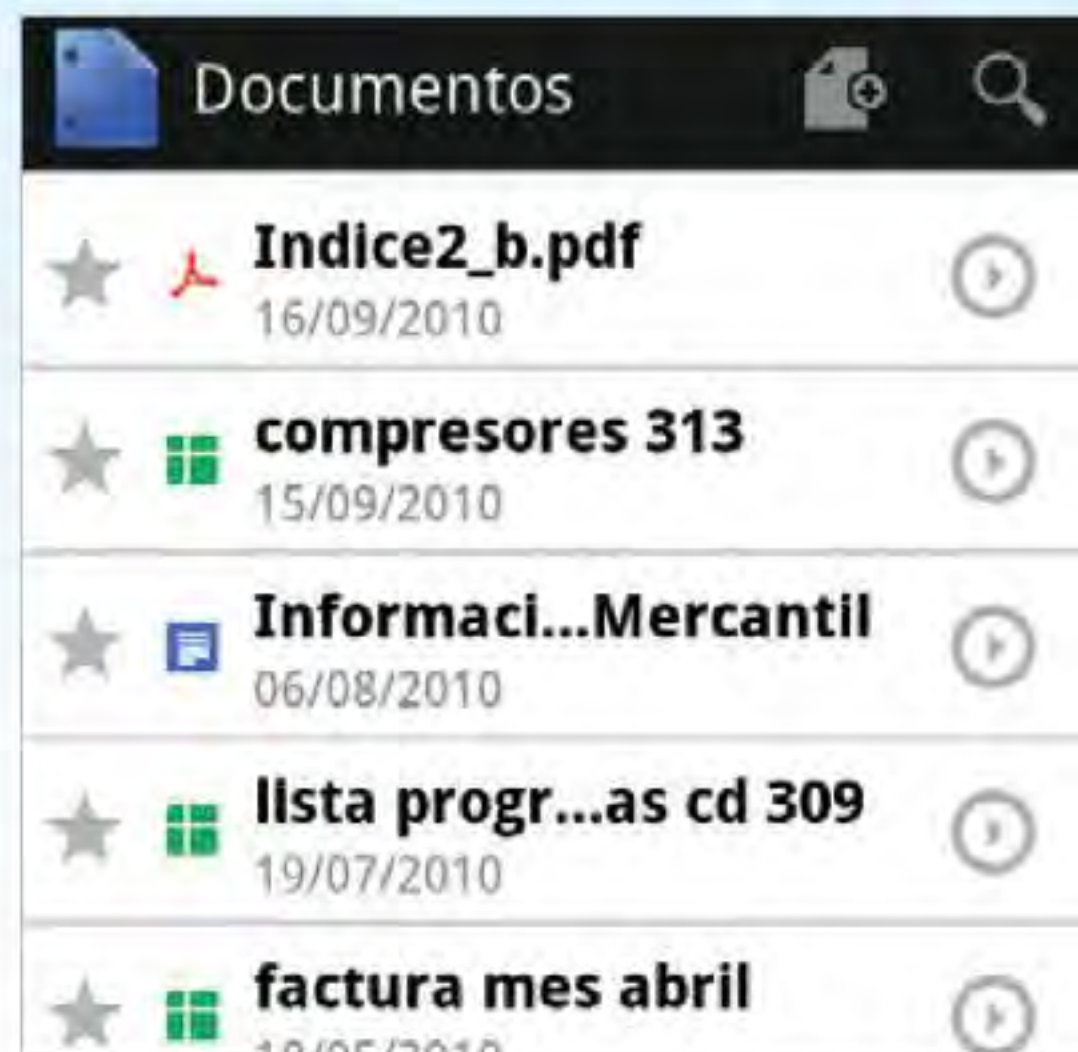 Documentos
Indice2_b.pdf
16/09/2010
compresores 313
15/09/2010
Informaci...Mercantil
06/08/2010
lista progr...as cd 309
19/07/2010
factura mes abril